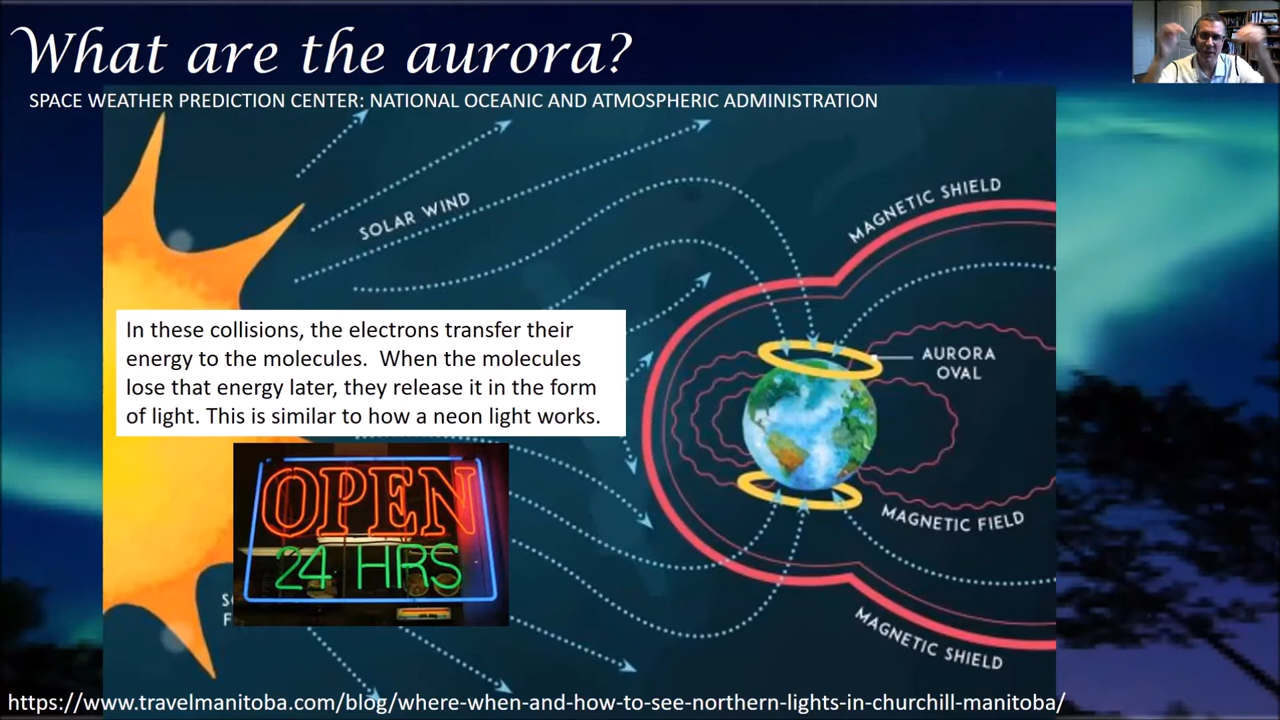 What are the aurora?
SPACE WEATHER PREDICTION CENTER: NATIONAL OCEANIC AND ATMOSPHERIC ADMINISTRATION
SOLAR WIND
MAGNETIC SHIELD
In these collisions, the electrons transfer their
energy to the molecules. When the molecules
lose that energy later, they release it in the form
of light. This is similar to how a neon light works.
AURORA
OVAL
OPEN
24 HRS
MAGNETIC FIELD
MAGNETIC SHIELD
https://www.travelmanitoba.com/blog/where-when-and-how-to-see-northern-lights-in-churchill-manitoba/